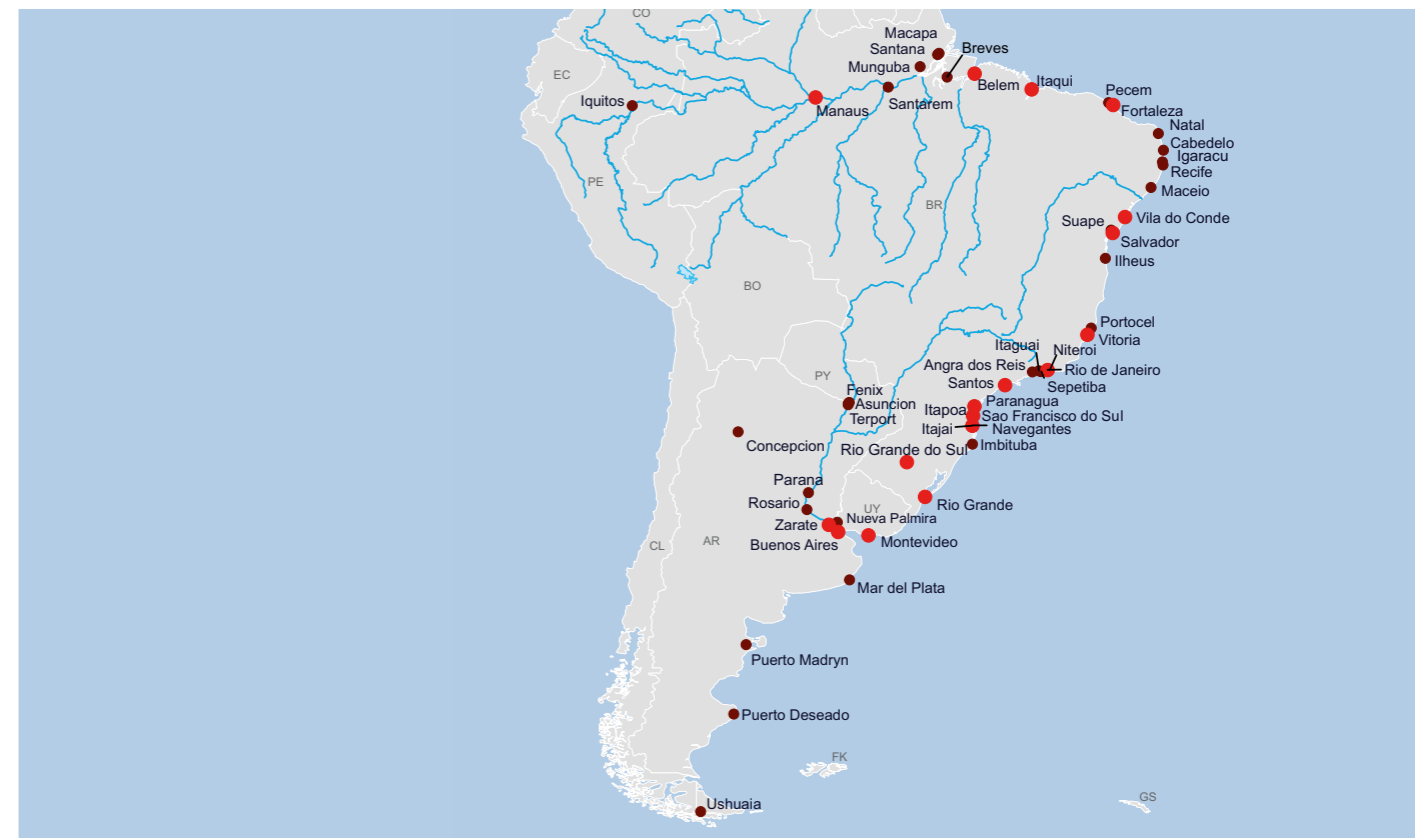 CO
Macapa
Santana
Breves
Munguba
EC
Belem
Itaqui
Iquitos
Santarem
Manaus
Pecem
Fortaleza
Natal
Cabedelo
Igaracu
Recife
PE
Maceio
BR
Suape
Vila do Conde
Salvador
Ilheus
BO
Portocel
Vitoria
Itaguai
Niteroi
Angra dos Reis
Rio de Janeiro
PY
Santos
Sepetiba
Fenix
Asuncion
Terport
Paranagua
Itapoa
Sao Francisco do Sul
Itajai
Navegantes
Concepcion
Imbituba
Rio Grande do Sul
Parana
Rosario
Rio Grande
UY
Nueva Palmira
Zarate
CL
AR
Buenos Aires
Montevideo
Mar del Plata
Puerto Madryn
Puerto Deseado
FK
GS
Ushuaia